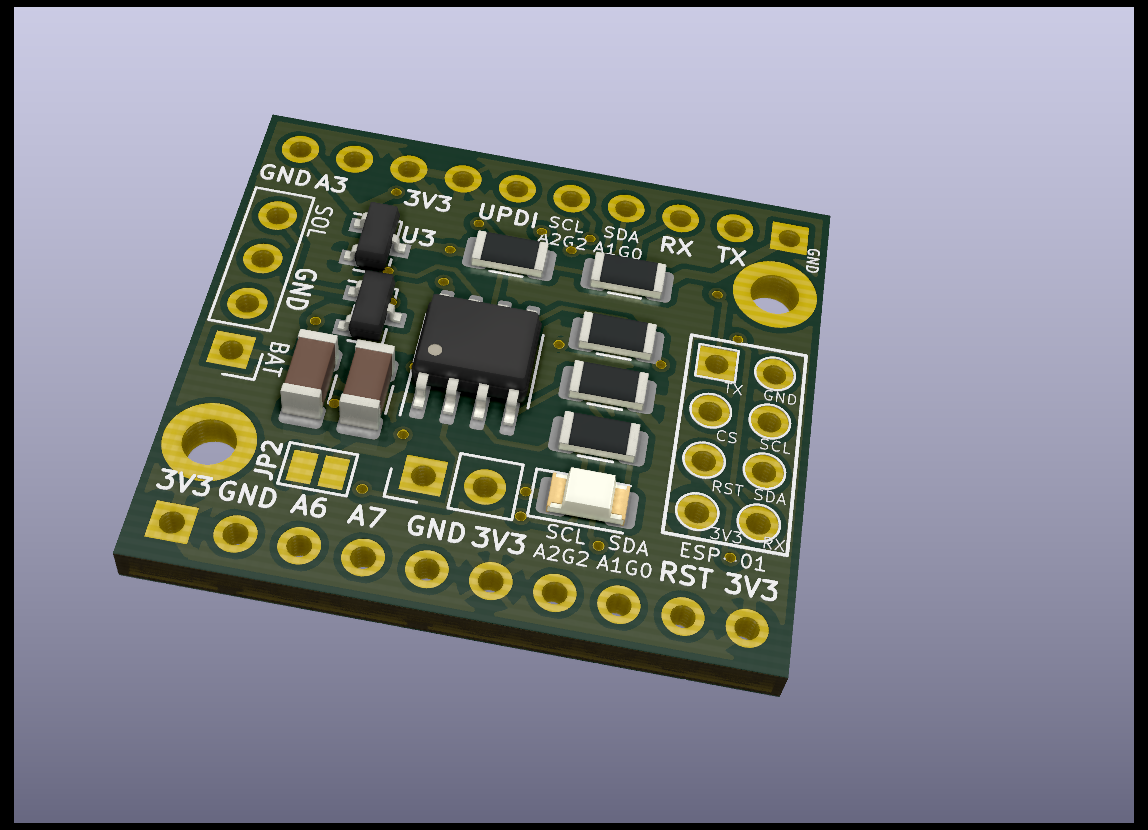 GND A3
3V3
UPDI
SCL
A2G2
SDA
A1G0
RX
TX
GND
SOL
U3
GND
BAT
TX
GND
CS
SCL
RST
SDA
3V3
RX
ESP-01
JP2
3V3
GND
A6
A7
GND
3V3
SCL
A2G2
SDA
A1G0
RST
3V3